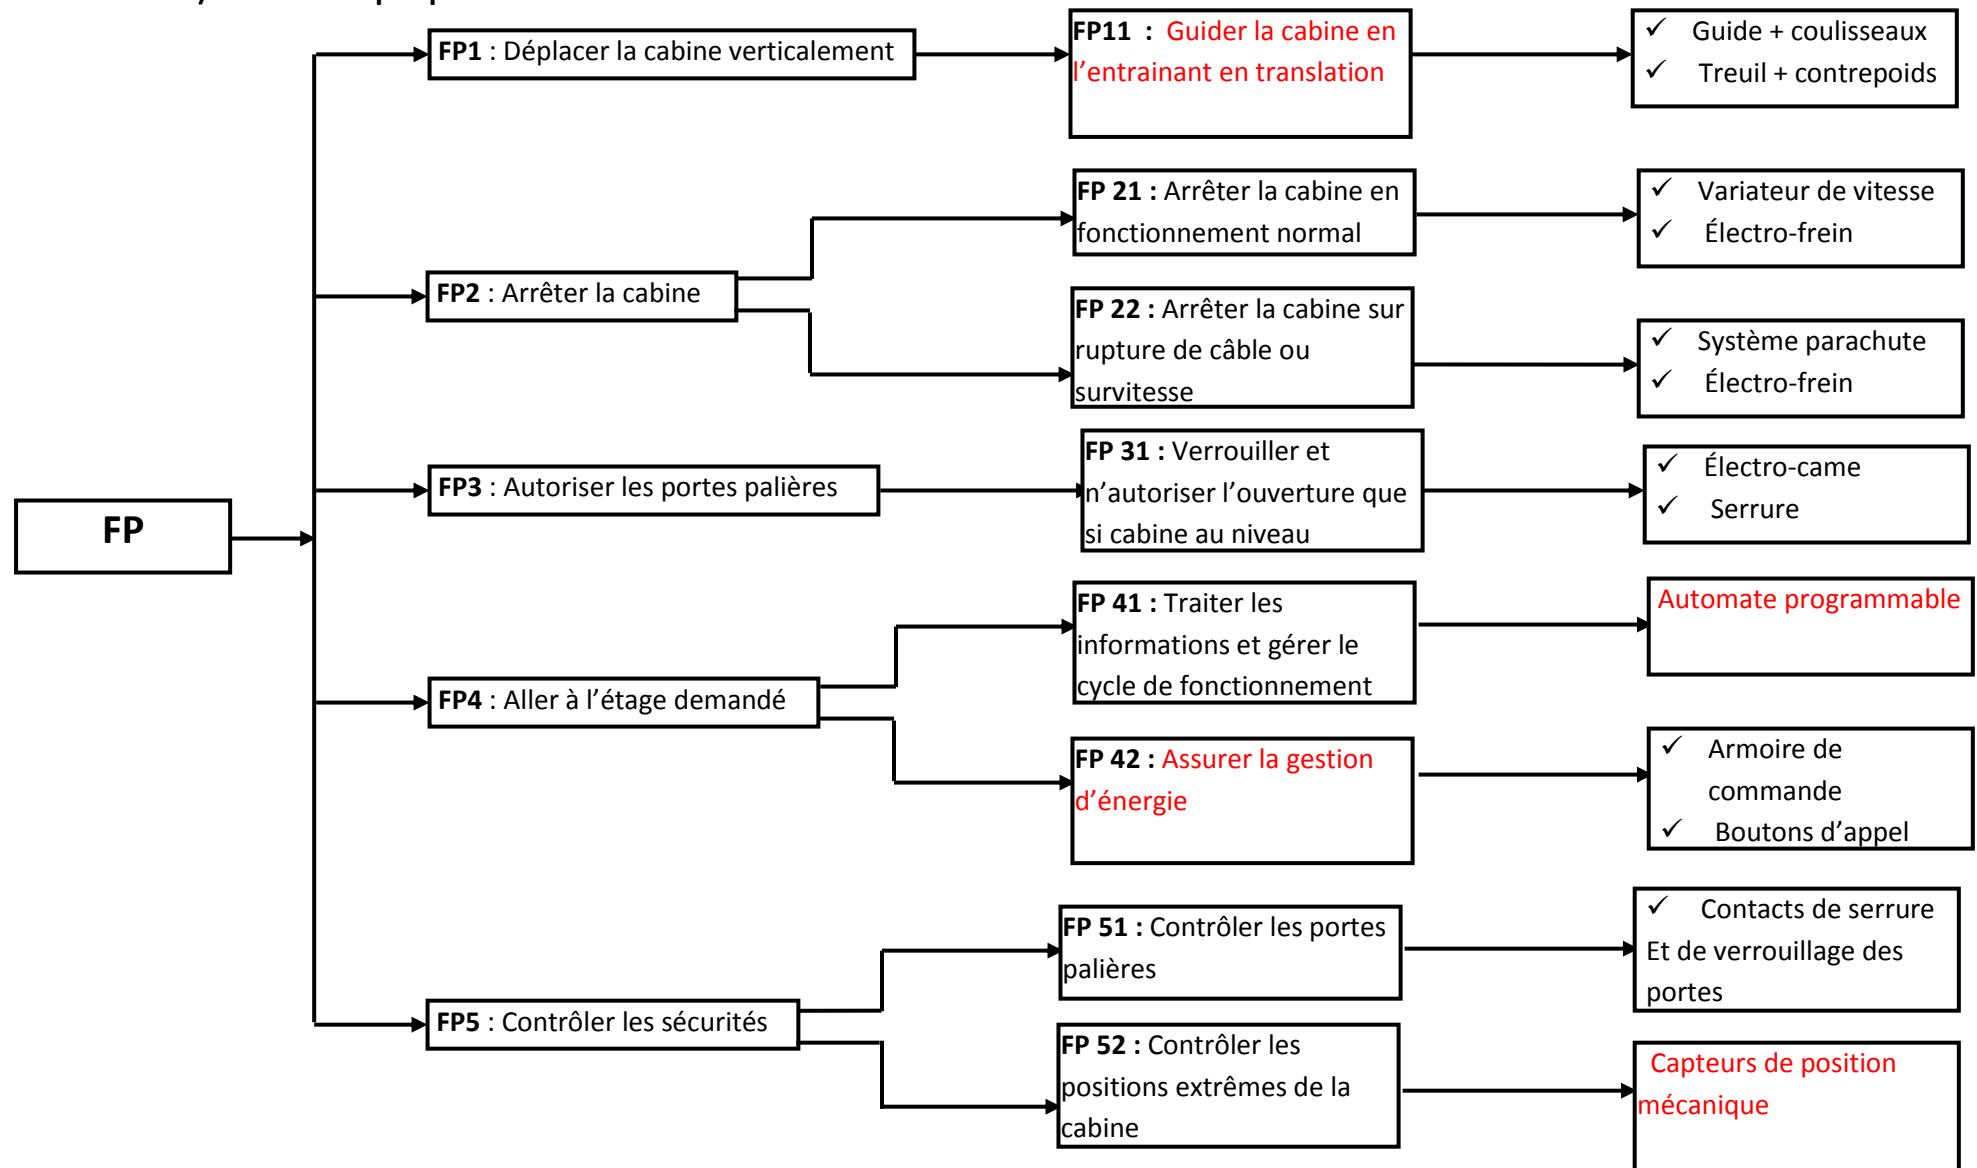 FP
FP1 : Déplacer la cabine verticalement
FP11 : Guider la cabine en
l’entrainant en translation
✓ Guide + coulisseaux
✓ Treuil + contrepoids
FP2 : Arrêter la cabine
FP 21 : Arrêter la cabine en
fonctionnement normal
✓ Variateur de vitesse
✓ Électro-frein
FP 22 : Arrêter la cabine sur
rupture de câble ou
survitesse
✓ Système parachute
✓ Électro-frein
FP3 : Autoriser les portes palières
FP 31 : Verrouiller et
n’autoriser l’ouverture que
si cabine au niveau
✓ Électro-came
✓ Serrure
FP4 : Aller à l’étage demandé
FP 41 : Traiter les
informations et gérer le
cycle de fonctionnement
Automate programmable
FP 42 : Assurer la gestion
d’énergie
✓ Armoire de
commande
✓ Boutons d’appel
FP5 : Contrôler les sécurités
FP 51 : Contrôler les portes
palières
✓ Contacts de serrure
Et de verrouillage des
portes
FP 52 : Contrôler les
positions extrêmes de la
cabine
Capteurs de position
mécanique